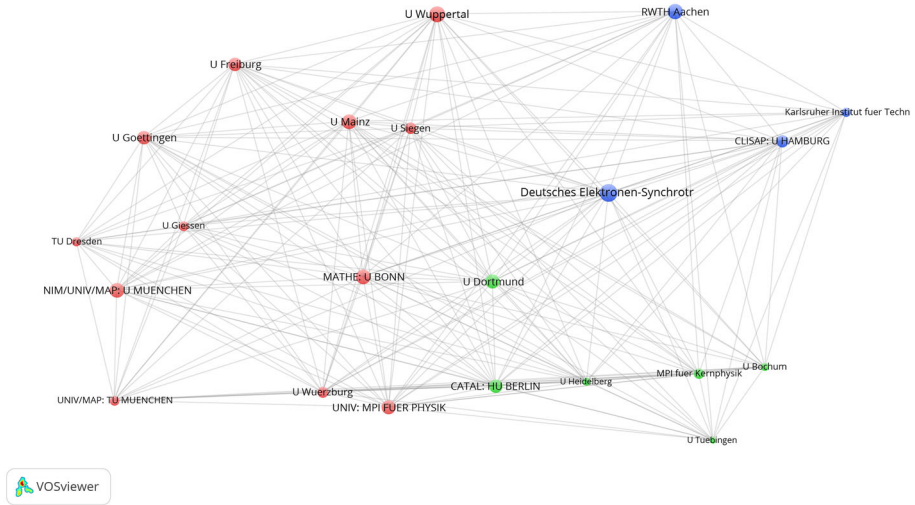 U Wuppertal
RWTH Aachen
U Freiburg
Karlsruher Institut fuer Techn
U Mainz
U Siegen
U Goettingen
CLISAP: U HAMBURG
Deutsches Elektronen-Synchrotr
U Giessen
TU Dresden
MATHE: U BONN
U Dortmund
NIM/UNIV/MAP: U MUENCHEN
U Bochum
MPI fuer Kernphysik
U Heidelberg
CATAL: HU BERLIN
U Wuerzburg
UNIV/MAP: TU MUENCHEN
UNIV: MPI FUER PHYSIK
U Tuebingen
VOSviewer